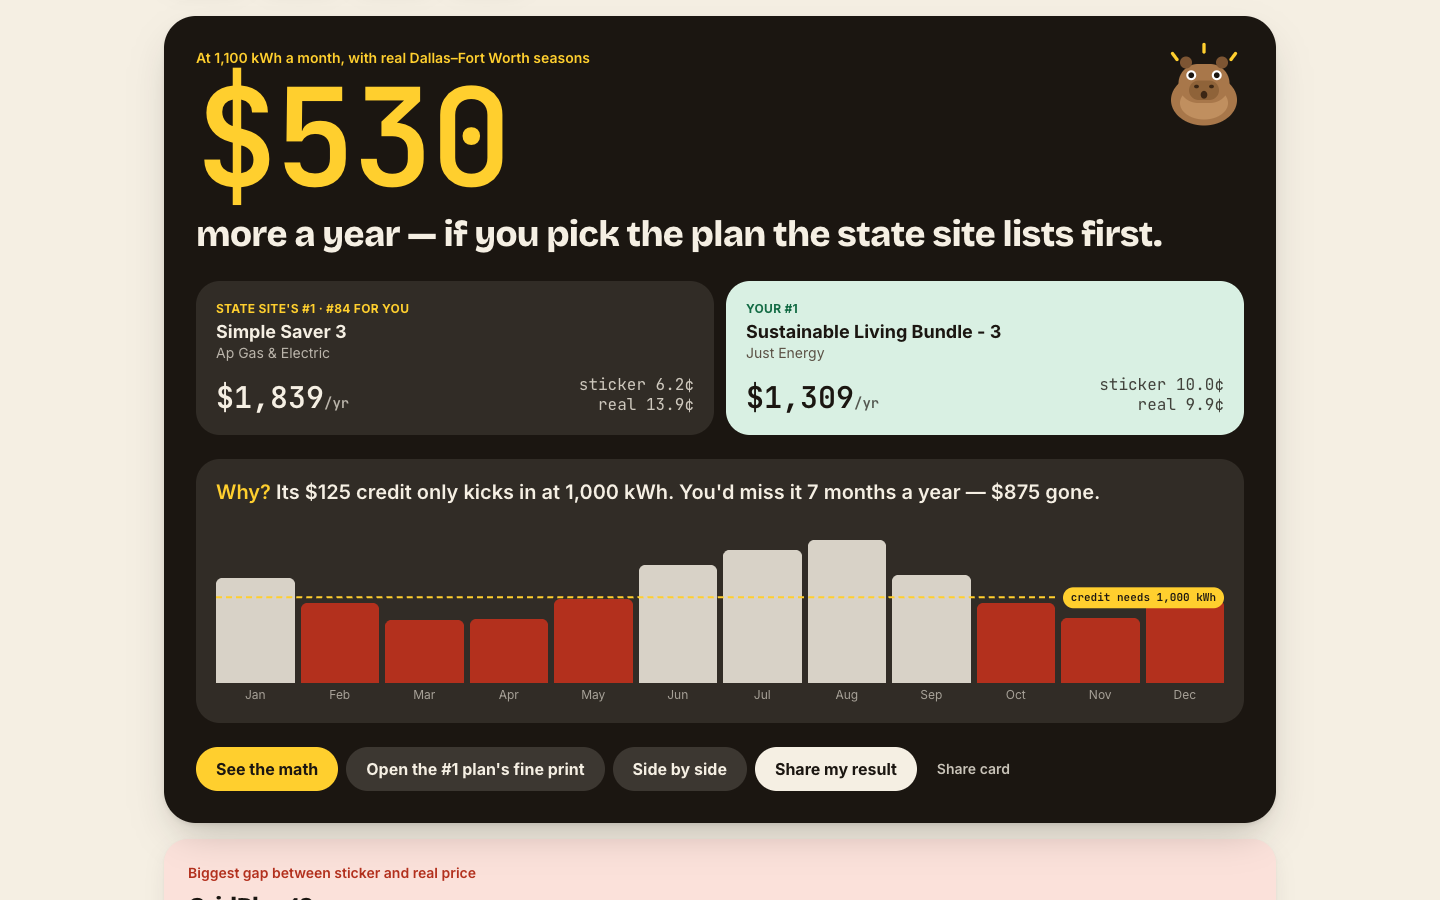 At 1,100 kWh a month, with real Dallas–Fort Worth seasons
$530
more a year — if you pick the plan the state site lists first.
STATE SITE'S #1 · #84 FOR YOU
Simple Saver 3
Ap Gas & Electric
$1,839/yr
sticker 6.2¢
real 13.9¢
YOUR #1
Sustainable Living Bundle - 3
Just Energy
$1,309/yr
sticker 10.0¢
real 9.9¢
Why? Its $125 credit only kicks in at 1,000 kWh. You'd miss it 7 months a year — $875 gone.
credit needs 1,000 kWh
Jan Feb Mar Apr May Jun Jul Aug Sep Oct Nov Dec
See the math
Open the #1 plan's fine print
Side by side
Share my result
Share card
Biggest gap between sticker and real price